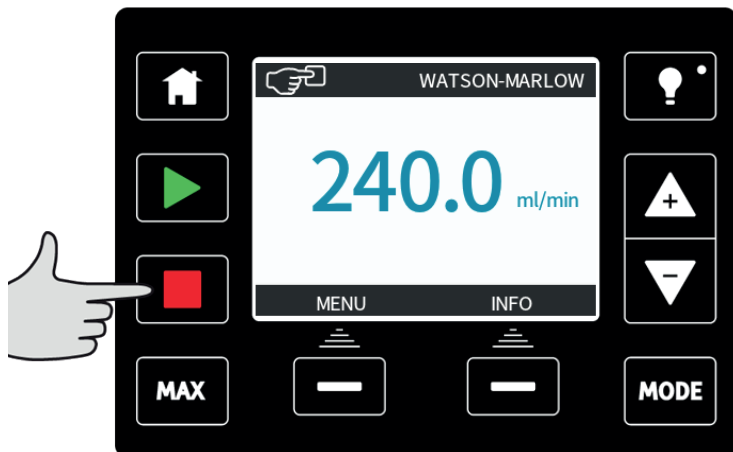 WATSON-MARLOW
240.0 ml/min
+
−
MENU INFO
MAX
MODE